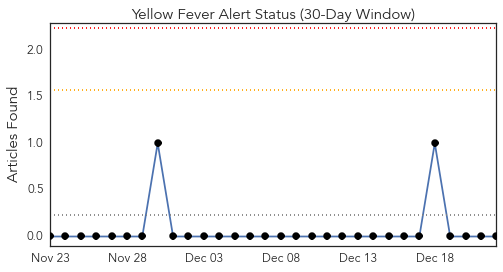 Yellow Fever Alert Status (30-Day Window)
Articles Found
2.0
1.5
1.0
0.5
0.0
Nov 23 Nov 28 Dec 03 Dec 08 Dec 13 Dec 18